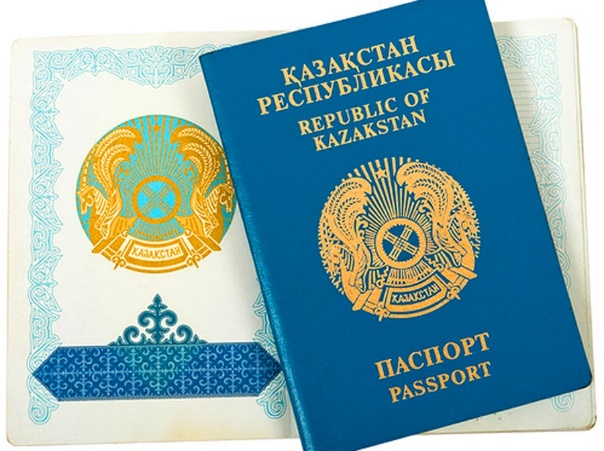 ҚАЗАҚСТАН
РЕСПУБЛИКАСЫ
REPUBLIC OF
KAZAKSTAN
ҚАЗАҚСТАН
ПАСПОРТ
PASSPORT
ҚАЗАҚСТАН